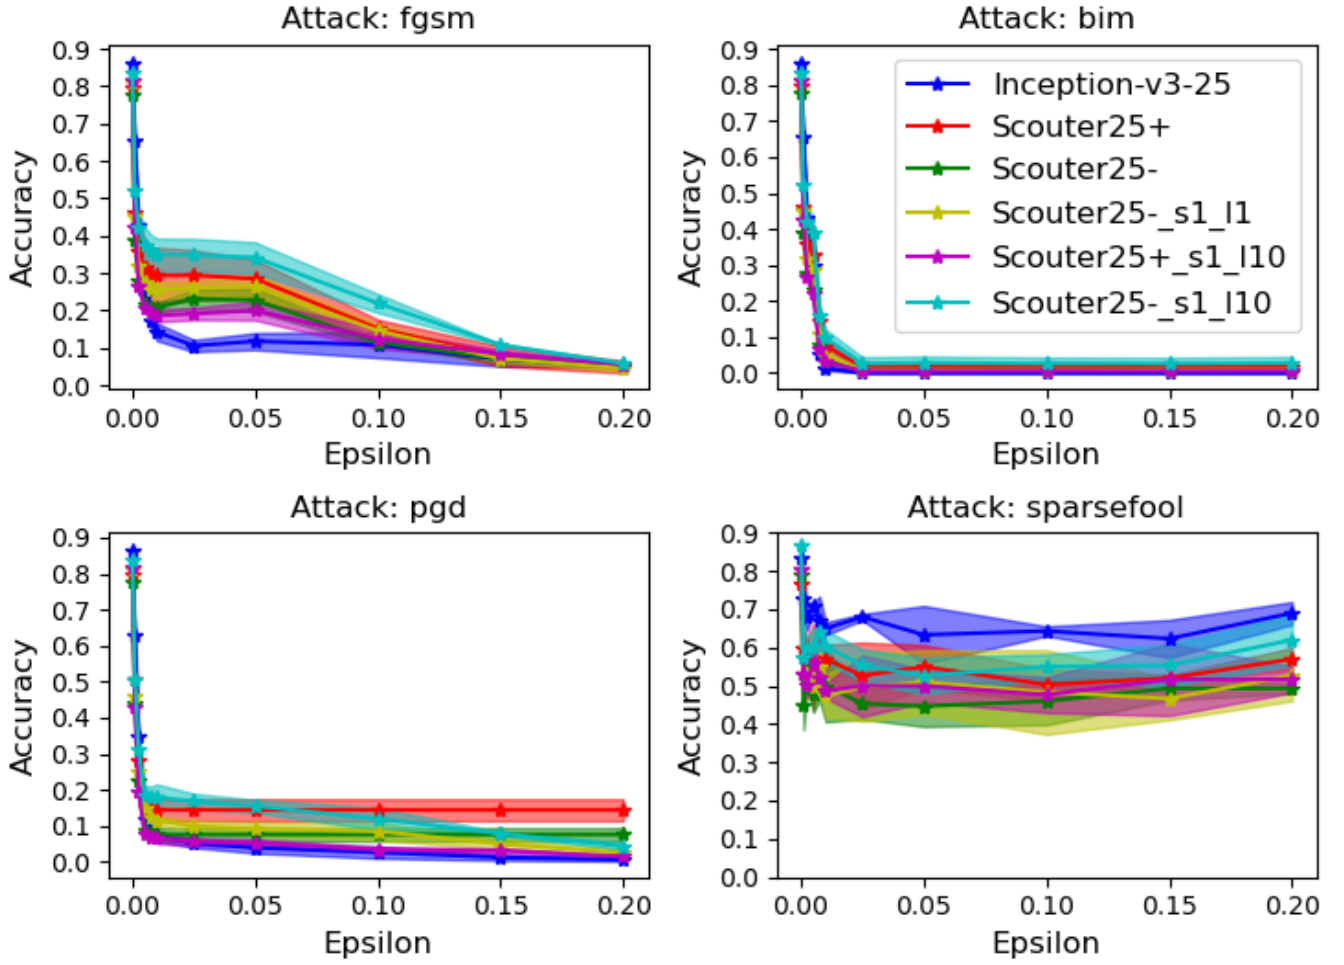 Attack: fgsm
Accuracy
0.9
0.8
0.7
0.6
0.5
0.4
0.3
0.2
0.1
0.0
0.00 0.05 0.10 0.15 0.20
Epsilon
Attack: bim
Accuracy
0.9
0.8
0.7
0.6
0.5
0.4
0.3
0.2
0.1
0.0
Inception-v3-25
Scouter25+
Scouter25-
Scouter25-_s1_l1
Scouter25+_s1_l10
Scouter25-_s1_l10
0.00 0.05 0.10 0.15 0.20
Epsilon
Attack: pgd
Accuracy
0.9
0.8
0.7
0.6
0.5
0.4
0.3
0.2
0.1
0.0
0.00 0.05 0.10 0.15 0.20
Epsilon
Attack: sparsefool
Accuracy
0.9
0.8
0.7
0.6
0.5
0.4
0.3
0.2
0.1
0.0
0.00 0.05 0.10 0.15 0.20
Epsilon